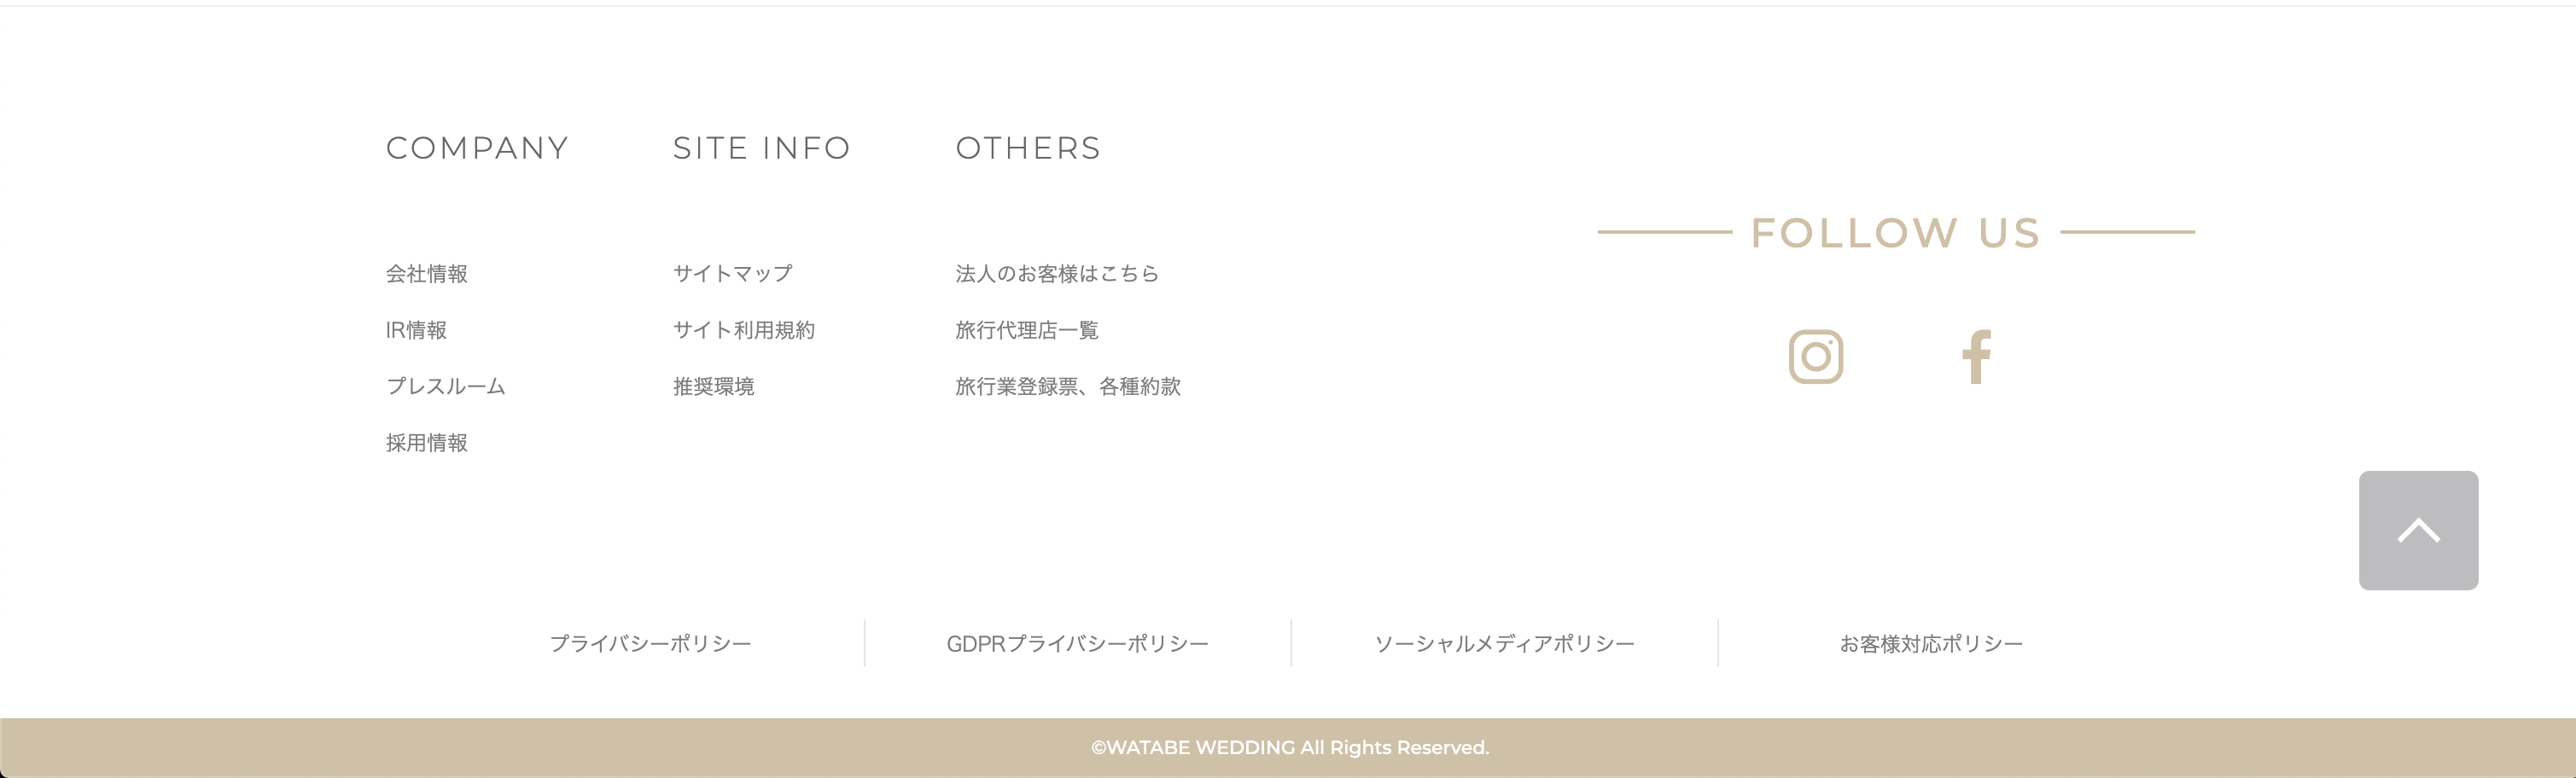 COMPANY
会社情報
IR情報
プレスルーム
採用情報
SITE INFO
サイトマップ
サイト利用規約
推奨環境
OTHERS
法人のお客様はこちら
旅行代理店一覧
旅行業登録票、各種約款
FOLLOW US
プライバシーポリシー
GDPRプライバシーポリシー
ソーシャルメディアポリシー
お客様対応ポリシー
©WATABE WEDDING All Rights Reserved.